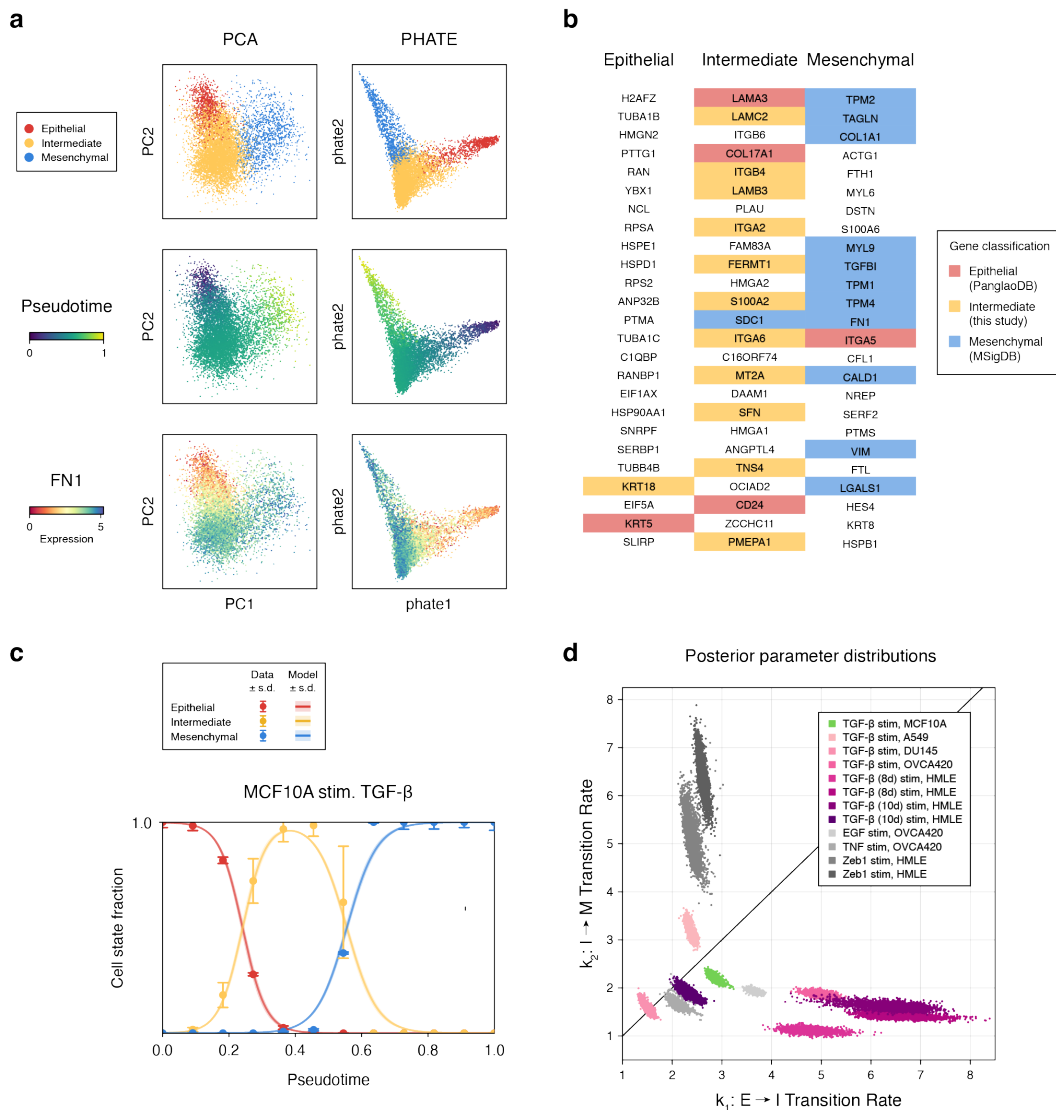 a
PCA
PHATE
Epithelial
Intermediate
Mesenchymal
PC2
phate2
Pseudotime
0
1
PC2
phate2
FN1
0
5
Expression
PC2
phate2
PC1
phate1
b
Epithelial
Intermediate
Mesenchymal
H2AFZ LAMA3 TPM2
TUBA1B LAMC2 TAGLN
HMGN2 ITGB6 COL1A1
PTTG1 COL17A1 ACTG1
RAN ITGB4 FTH1
YBX1 LAMB3 MYL6
NCL PLAU DSTN
RPSA ITGA2 S100A6
HSPE1 FAM83A MYL9
HSPD1 FERMT1 TGFBI
RPS2 HMGA2 TPM1
ANP32B S100A2 TPM4
PTMA SDC1 FN1
TUBA1C ITGA6 ITGA5
C1QBP C16ORF74 CFL1
RANBP1 MT2A CALD1
EIF1AX DAAM1 NREP
HSP90AA1 SFN SERF2
SNRPF HMGA1 PTMS
SERBP1 ANGPTL4 VIM
TUBB4B TNS4 FTL
KRT18 OCIAD2 LGALS1
EIF5A CD24 HES4
KRT5 ZCCHC11 KRT8
SLIRP PMEPA1 HSPB1
Gene classification
Epithelial
(PanglaoDB)
Intermediate
(this study)
Mesenchymal
(MSigDB)
c
Data Model
± s.d. ± s.d.
Epithelial
Intermediate
Mesenchymal
MCF10A stim. TGF-β
1.0
Cell state fraction
0.0 0.2 0.4 0.6 0.8 1.0
Pseudotime
d
Posterior parameter distributions
TGF-β stim, MCF10A
TGF-β stim, A549
TGF-β stim, DU145
TGF-β stim, OVCA420
TGF-β (8d) stim, HMLE
TGF-β (8d) stim, HMLE
TGF-β (10d) stim, HMLE
TGF-β (10d) stim, HMLE
EGF stim, OVCA420
TNF stim, OVCA420
Zeb1 stim, HMLE
Zeb1 stim, HMLE
8
7
6
5
4
3
2
1
k₂: I → M Transition Rate
1 2 3 4 5 6 7 8
k₁: E → I Transition Rate